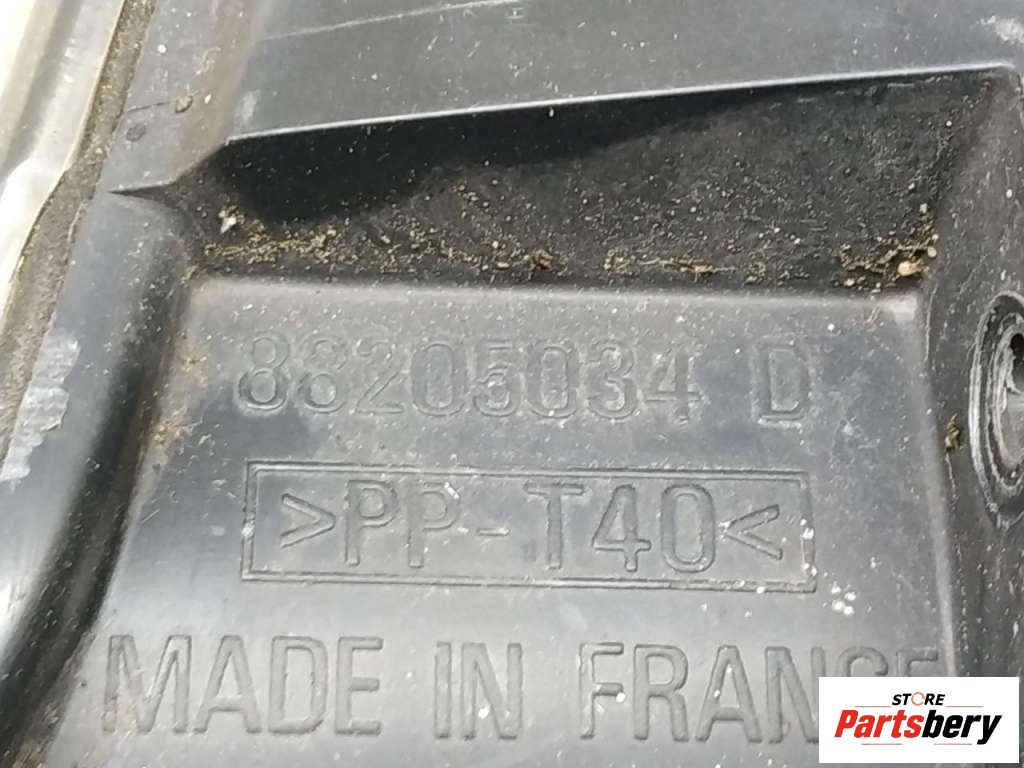 88205034 D
>PP-T40<
MADE IN FRANCE
STORE
Partsbery